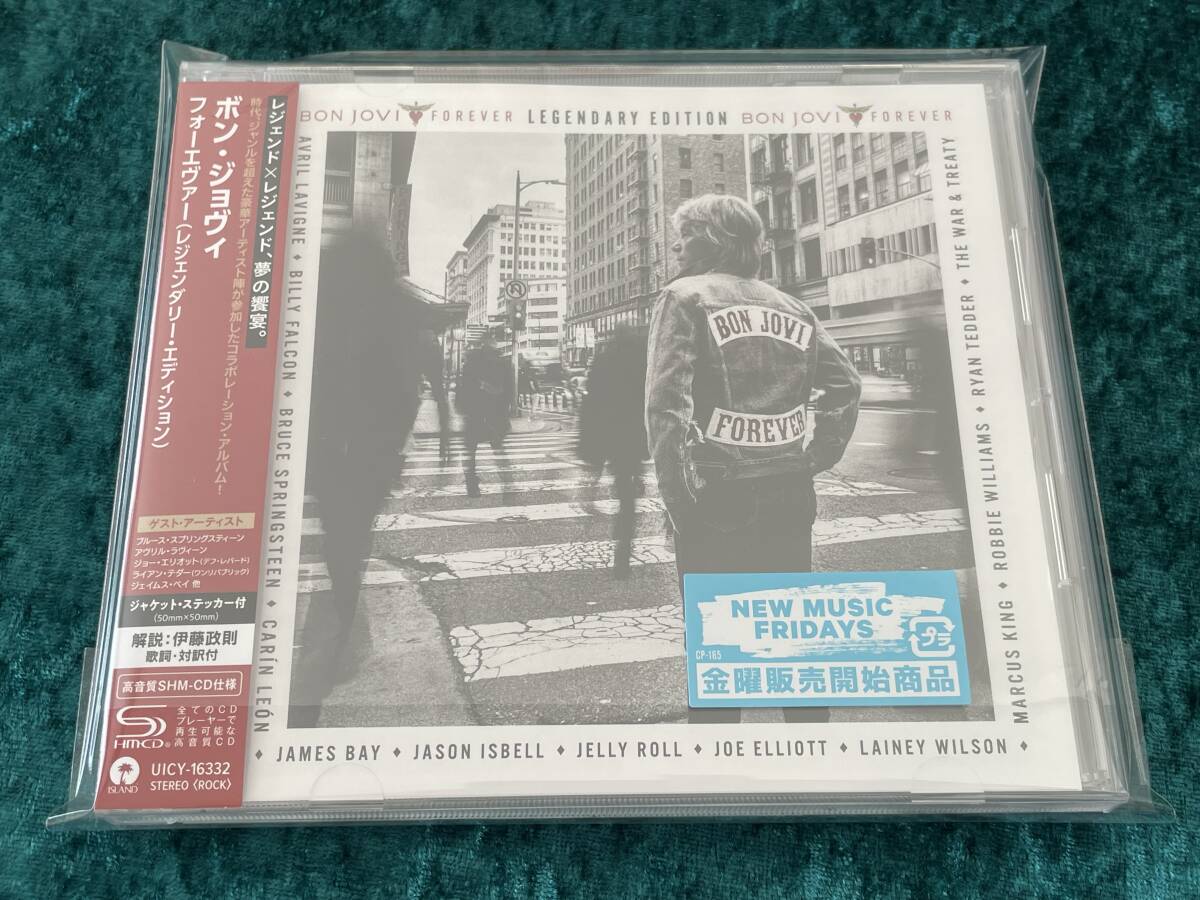 BON JOVI FOREVER LEGENDARY EDITION BON JOVI FOREVER
レジェンド×レジェンド、夢の饗宴。
時代、ジャンルを超えた豪華アーティスト陣が参加したコラボレーション・アルバム!
ボン・ジョヴィ
フォーエヴァー(レジェンダリー・エディション)
ゲスト・アーティスト
ブルース・スプリングスティーン
アヴリル・ラヴィーン
ジョー・エリオット(デフ・レパード)
ライアン・テダー(ワンリパブリック)
ジェイムス・ベイ 他
ジャケット・ステッカー付
(50mm×50mm)
解説:伊藤政則
歌詞・対訳付
高音質SHM-CD仕様
SHM-CD®
全てのCD
プレーヤーで
再生可能な
高音質CD
ISLAND
UICY-16332
STEREO〈ROCK〉
AVRIL LAVIGNE ♦ BILLY FALCON ♦ BRUCE SPRINGSTEEN ♦ CARÍN LEÓN
♦ JAMES BAY ♦ JASON ISBELL ♦ JELLY ROLL ♦ JOE ELLIOTT ♦ LAINEY WILSON ♦
MARCUS KING ♦ ROBBIE WILLIAMS ♦ RYAN TEDDER ♦ THE WAR & TREATY
BON JOVI
FOREVER
NEW MUSIC
FRIDAYS
CP-165
プラ
金曜販売開始商品